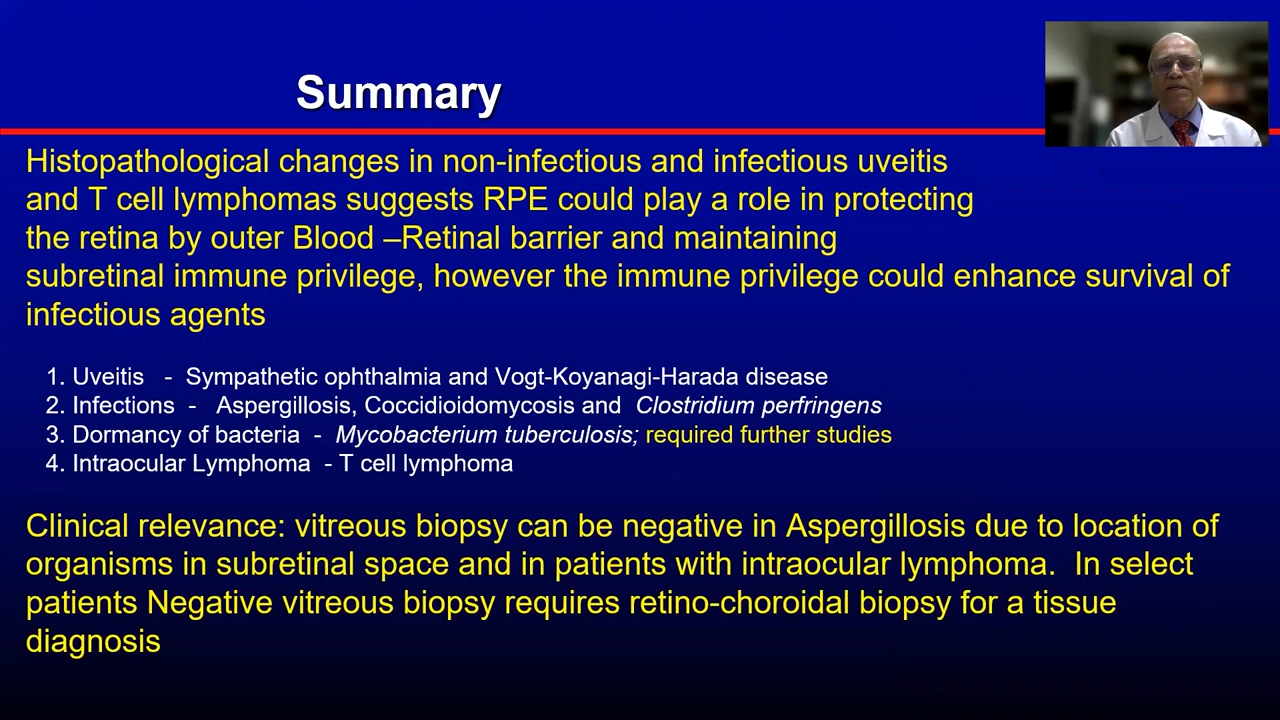 Summary
Histopathological changes in non-infectious and infectious uveitis
and T cell lymphomas suggests RPE could play a role in protecting
the retina by outer Blood –Retinal barrier and maintaining
subretinal immune privilege, however the immune privilege could enhance survival of
infectious agents
1. Uveitis - Sympathetic ophthalmia and Vogt-Koyanagi-Harada disease
2. Infections - Aspergillosis, Coccidioidomycosis and Clostridium perfringens
3. Dormancy of bacteria - Mycobacterium tuberculosis; required further studies
4. Intraocular Lymphoma - T cell lymphoma
Clinical relevance: vitreous biopsy can be negative in Aspergillosis due to location of
organisms in subretinal space and in patients with intraocular lymphoma. In select
patients Negative vitreous biopsy requires retino-choroidal biopsy for a tissue
diagnosis